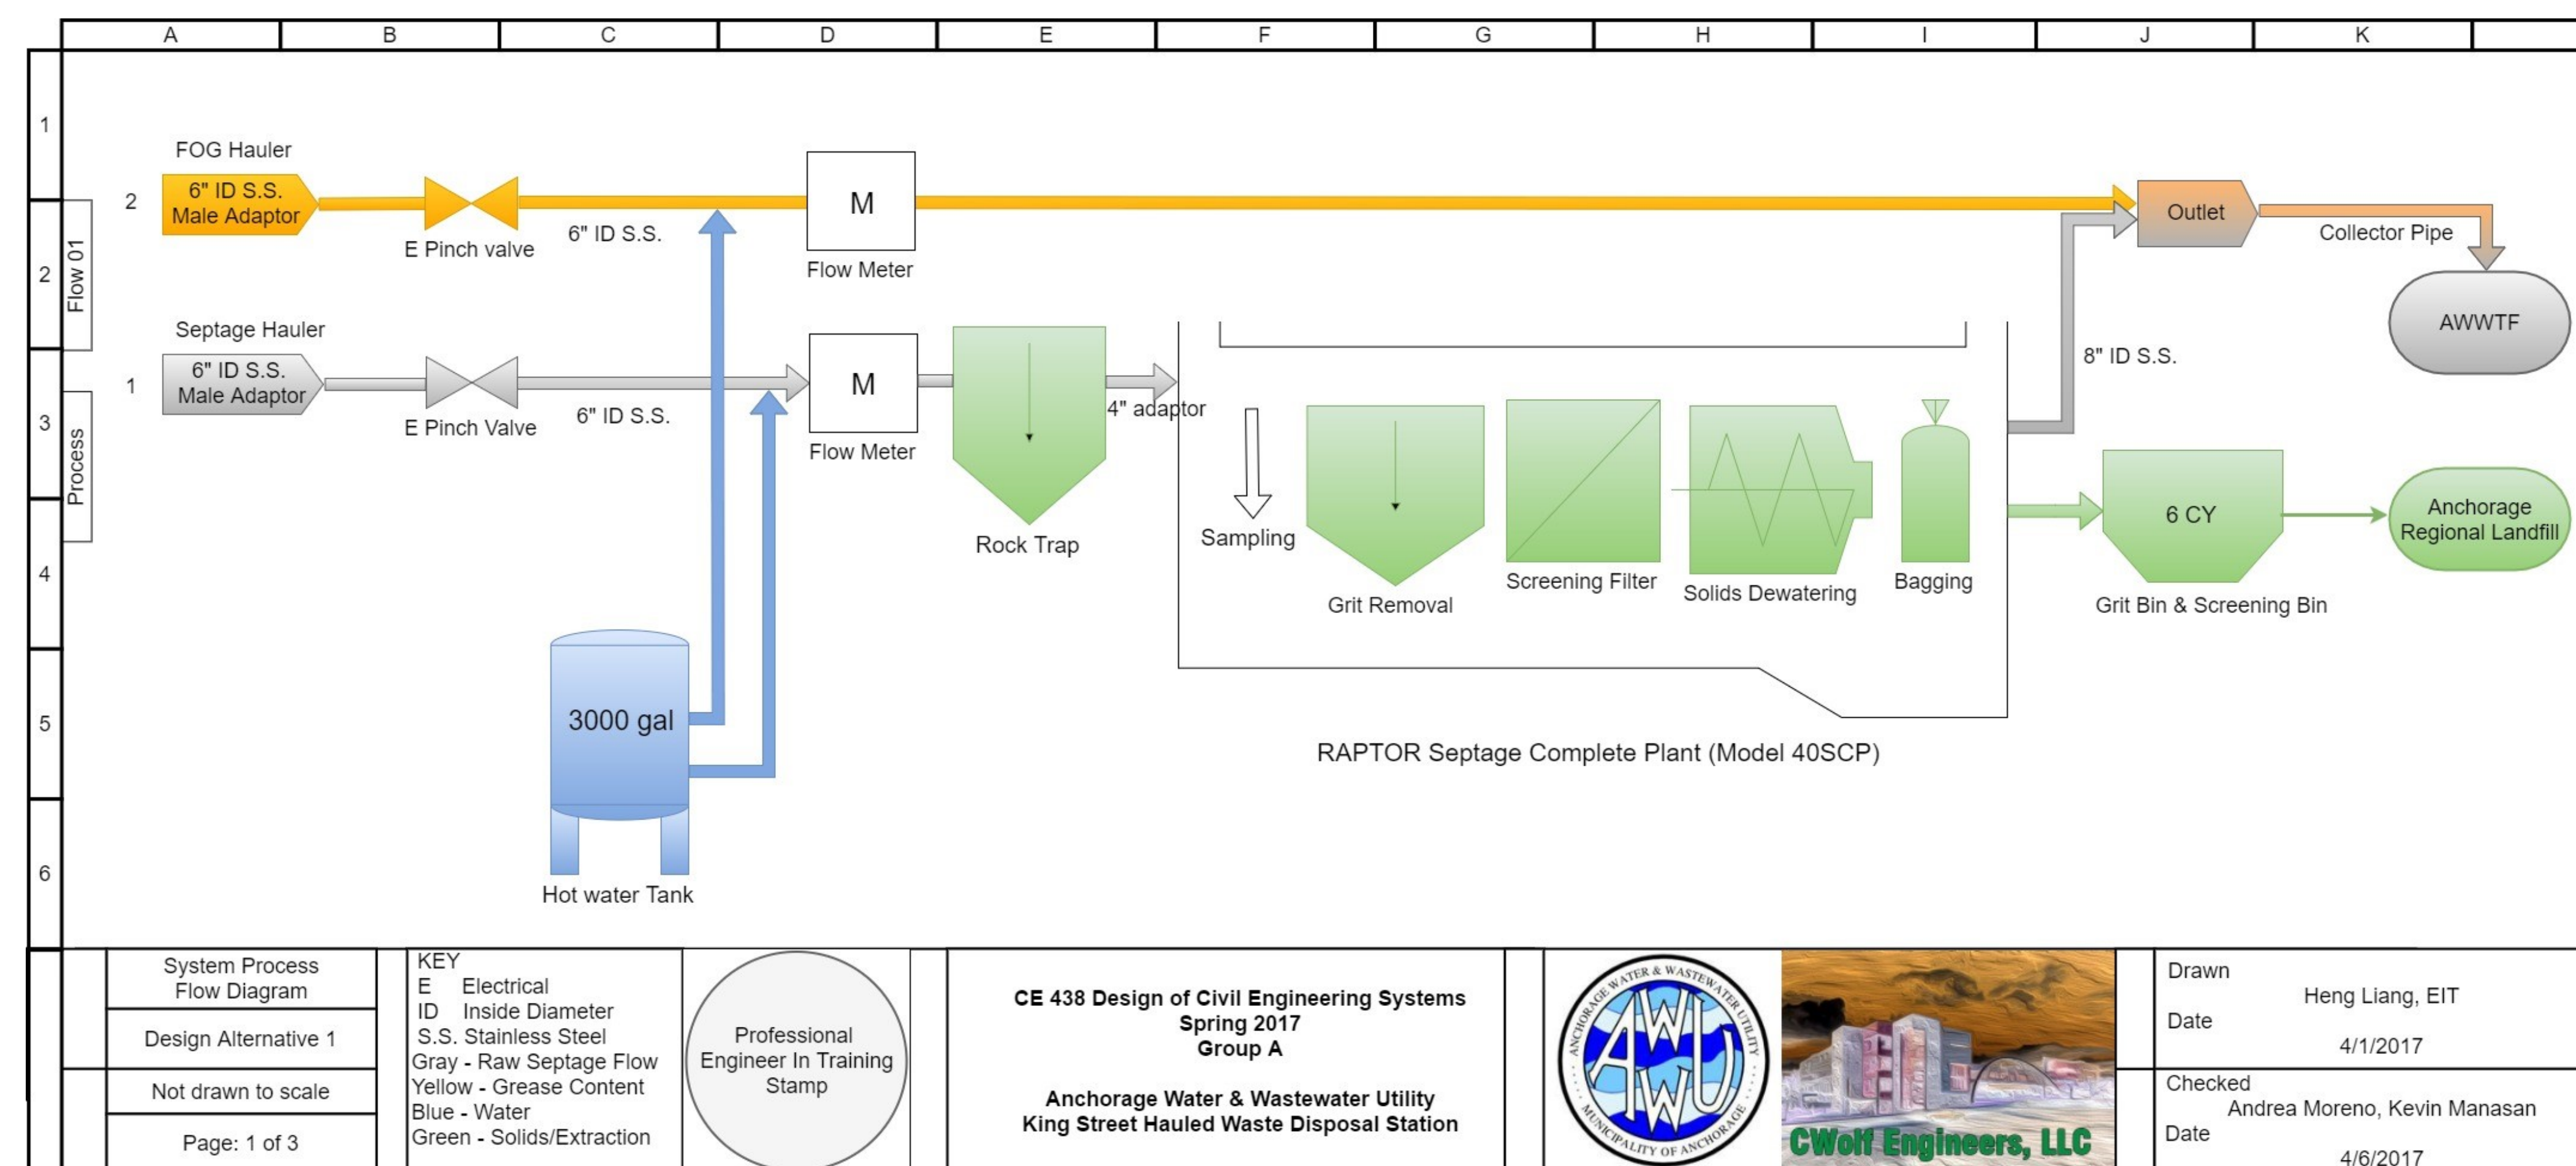 A B C D E F G H I J K
1
2
3
4
5
6
Flow 01
Process
FOG Hauler
2
6" ID S.S.
Male Adaptor
E Pinch valve
6" ID S.S.
M
Flow Meter
Outlet
Collector Pipe
AWWTF
Septage Hauler
1
6" ID S.S.
Male Adaptor
E Pinch Valve
6" ID S.S.
M
Flow Meter
Rock Trap
4" adaptor
Sampling
Grit Removal
Screening Filter
Solids Dewatering
Bagging
8" ID S.S.
6 CY
Grit Bin & Screening Bin
Anchorage
Regional Landfill
RAPTOR Septage Complete Plant (Model 40SCP)
3000 gal
Hot water Tank
System Process
Flow Diagram
Design Alternative 1
Not drawn to scale
Page: 1 of 3
KEY
E Electrical
ID Inside Diameter
S.S. Stainless Steel
Gray - Raw Septage Flow
Yellow - Grease Content
Blue - Water
Green - Solids/Extraction
Professional
Engineer In Training
Stamp
CE 438 Design of Civil Engineering Systems
Spring 2017
Group A
Anchorage Water & Wastewater Utility
King Street Hauled Waste Disposal Station
ANCHORAGE WATER & WASTEWATER UTILITY
AWWU
MUNICIPALITY OF ANCHORAGE
CWolf Engineers, LLC
Drawn
Heng Liang, EIT
Date
4/1/2017
Checked
Andrea Moreno, Kevin Manasan
Date
4/6/2017